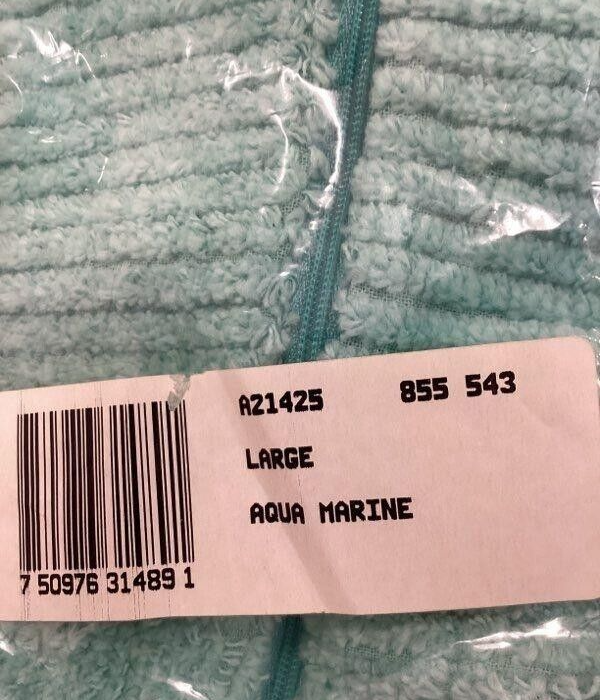 A21425 855 543
LARGE
AQUA MARINE
7 50976 31489 1